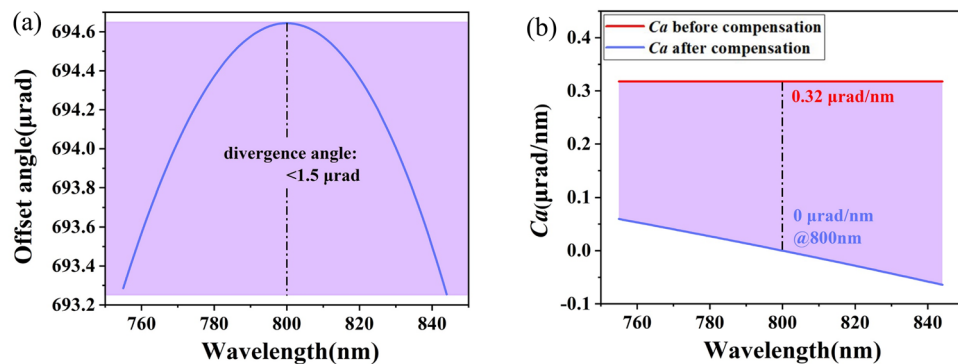 (a)
694.6
694.4
694.2
694.0
693.8
693.6
693.4
693.2
Offset angle(μrad)
divergence angle:
<1.5 μrad
760 780 800 820 840
Wavelength(nm)
(b)
Ca before compensation
Ca after compensation
0.4
0.3
0.2
0.1
0.0
-0.1
Ca(μrad/nm)
0.32 μrad/nm
0 μrad/nm
@800nm
760 780 800 820 840
Wavelength(nm)